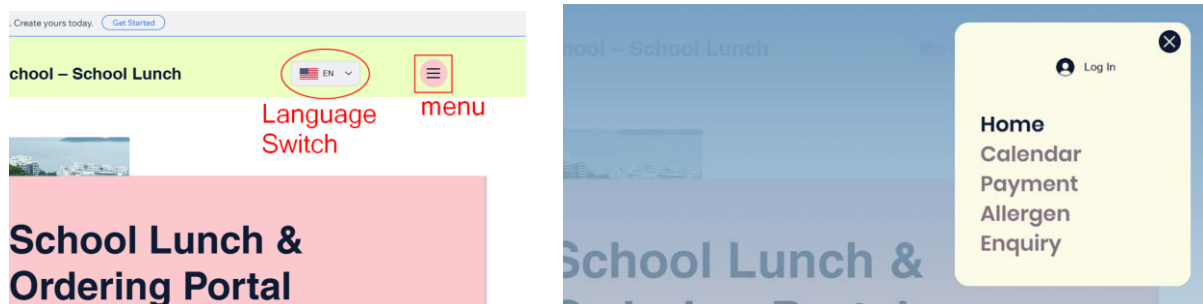 . Create yours today. Get Started
chool – School Lunch
EN
Language
Switch
menu
School Lunch &
Ordering Portal
hool – School Lunch
Log In
Home
Calendar
Payment
Allergen
Enquiry
School Lunch &